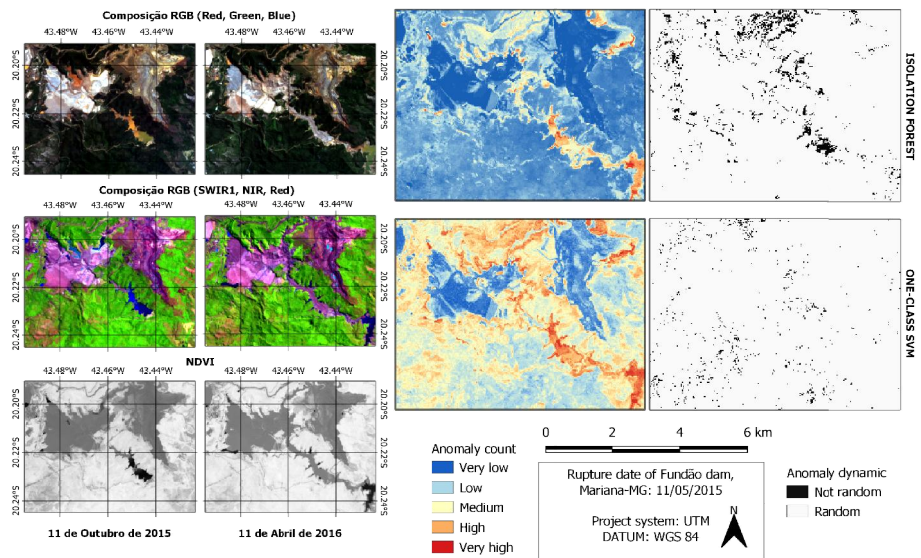 Composição RGB (Red, Green, Blue)
43.48°W 43.46°W 43.44°W 43.48°W 43.46°W 43.44°W
20.20°S 20.22°S 20.24°S
20.20°S 20.22°S 20.24°S
Composição RGB (SWIR1, NIR, Red)
43.48°W 43.46°W 43.44°W 43.48°W 43.46°W 43.44°W
20.20°S 20.22°S 20.24°S
20.20°S 20.22°S 20.24°S
NDVI
43.48°W 43.46°W 43.44°W 43.48°W 43.46°W 43.44°W
20.20°S 20.22°S 20.24°S
20.20°S 20.22°S 20.24°S
11 de Outubro de 2015 11 de Abril de 2016
ISOLATION FOREST
ONE-CLASS SVM
Anomaly count
Very low
Low
Medium
High
Very high
0 2 4 6 km
Rupture date of Fundão dam,
Mariana-MG: 11/05/2015
Project system: UTM
DATUM: WGS 84
N
Anomaly dynamic
Not random
Random